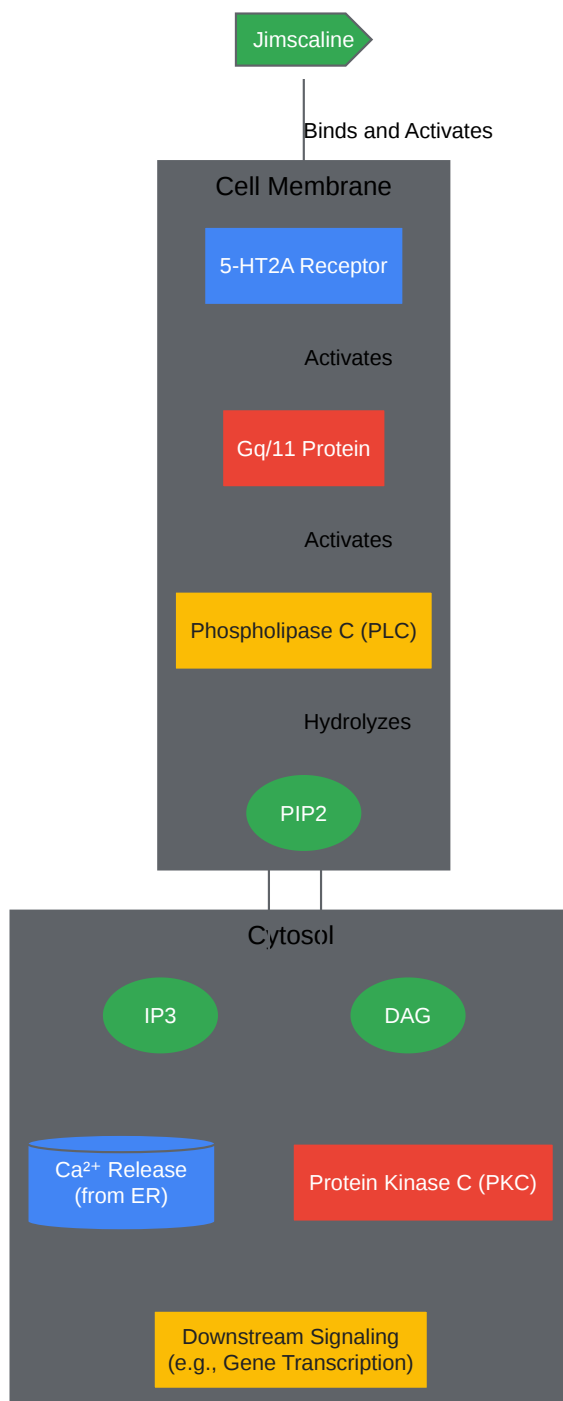 Jimscaline
Binds and Activates
Cell Membrane
5-HT2A Receptor
Activates
Gq/11 Protein
Activates
Phospholipase C (PLC)
Hydrolyzes
PIP2
Cytosol
IP3
DAG
Ca²⁺ Release
(from ER)
Protein Kinase C (PKC)
Downstream Signaling
(e.g., Gene Transcription)